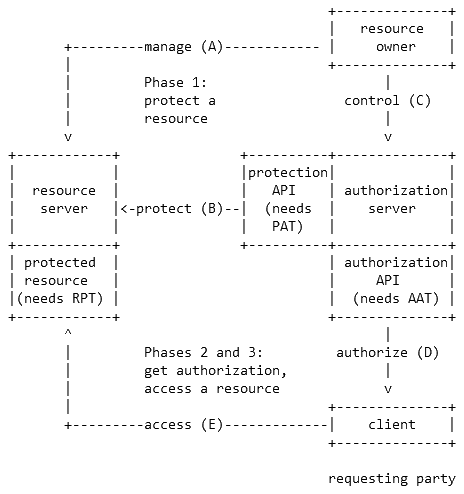 resource
manage (A)
owner
Phase 1:
protect a
control (C)
resource
protection
resource
API
authorization
server
<-protect (B)
(needs
server
PAT)
protected
authorization
resource
API
(needs RPT)
(needs AAT)
Phases 2 and 3:
authorize (D)
get authorization,
access a resource
access (E)
client
requesting party